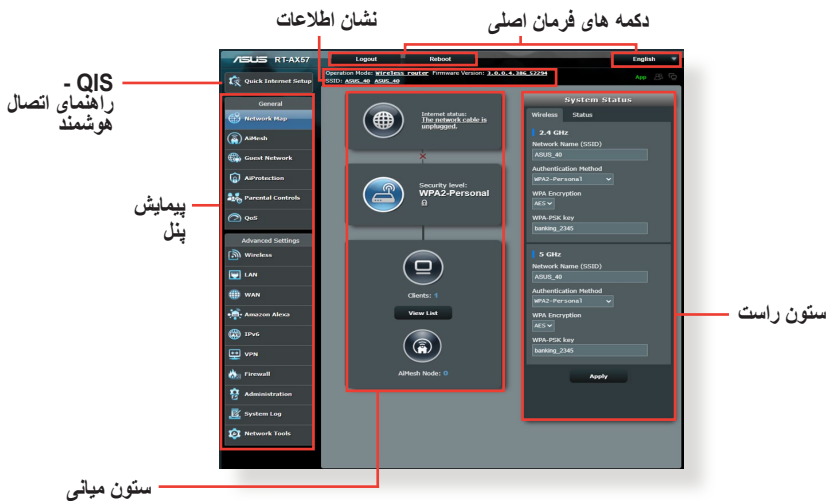 نشان اطلاعات
دکمه های فرمان اصلی
ASUS RT-AX57
Logout
Reboot
English
Operation Mode: Wireless router Firmware Version: 3.0.0.4.386_52294
SSID: ASUS_40 ASUS_40
App
QIS -
راهنمای اتصال
هوشمند
Quick Internet Setup
General
Network Map
AiMesh
Guest Network
AiProtection
Parental Controls
QoS
پیمایش
پنل
Advanced Settings
Wireless
LAN
WAN
Amazon Alexa
IPv6
VPN
Firewall
Administration
System Log
Network Tools
Internet status:
The network cable is
unplugged.
Security level:
WPA2-Personal
Clients: 1
View List
AiMesh Node: 0
System Status
Wireless
Status
2.4 GHz
Network Name (SSID)
ASUS_40
Authentication Method
WPA2-Personal
WPA Encryption
AES
WPA-PSK key
banking_2345
5 GHz
Network Name (SSID)
ASUS_40
Authentication Method
WPA2-Personal
WPA Encryption
AES
WPA-PSK key
banking_2345
Apply
ستون راست
ستون میانی